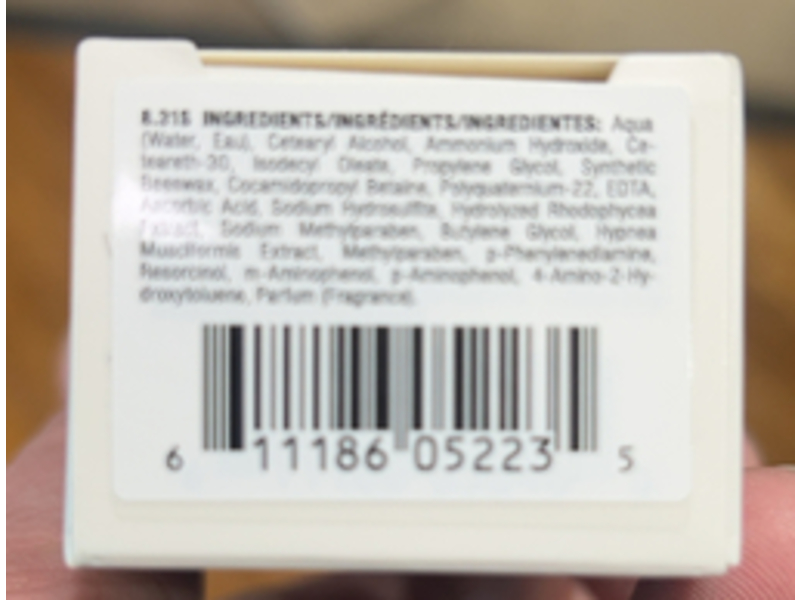 8.31S INGREDIENTS/INGRÉDIENTS/INGREDIENTES: Aqua
(Water, Eau), Cetearyl Alcohol, Ammonium Hydroxide, Ce-
teareth-30, Isodecyl Oleate, Propylene Glycol, Synthetic
Beeswax, Cocamidopropyl Betaine, Polyquaternium-22, EDTA,
Ascorbic Acid, Sodium Hydrosulfite, Hydrolyzed Rhodophycea
Extract, Sodium Methylparaben, Butylene Glycol, Hypnea
Musciformis Extract, Methylparaben, p-Phenylenediamine,
Resorcinol, m-Aminophenol, p-Aminophenol, 4-Amino-2-Hy-
droxytoluene, Parfum (Fragrance).
6 11186 05223 5